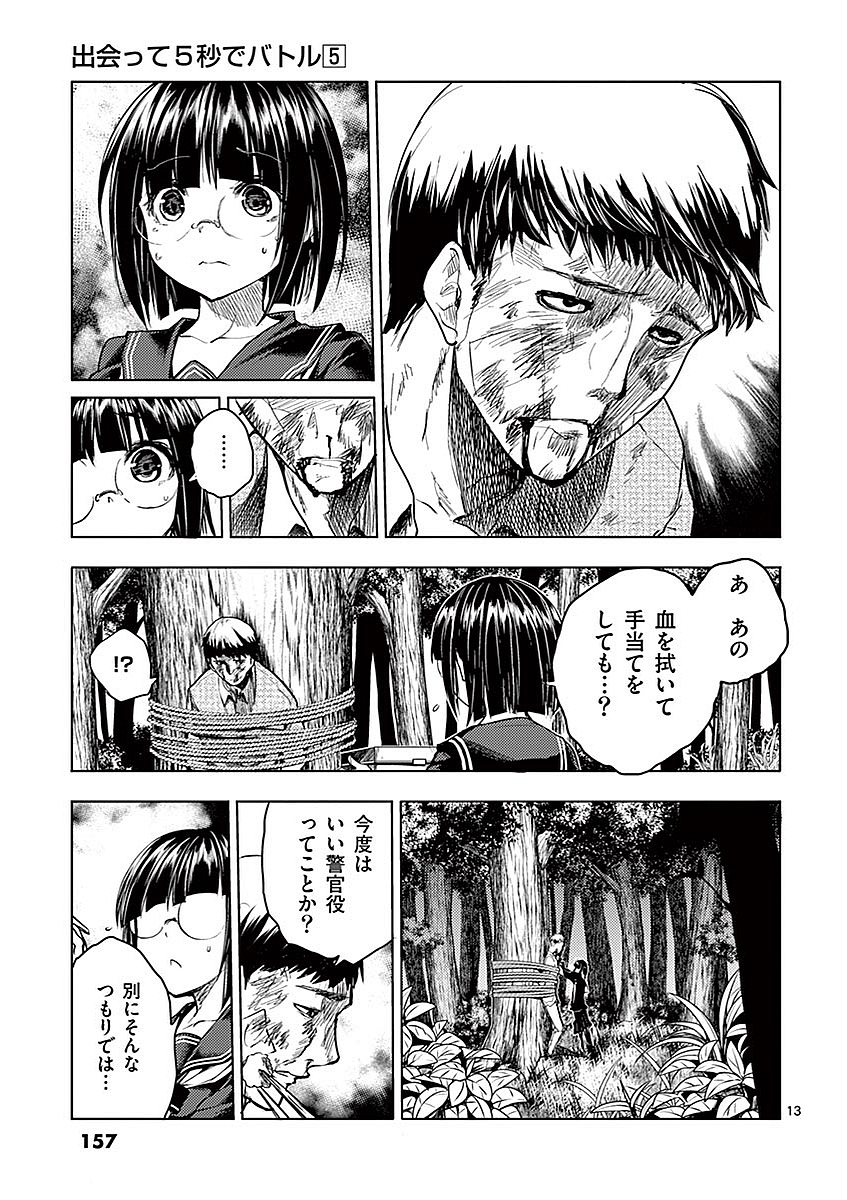 出会って5秒でバトル5
……
あ あの
血を拭いて
手当てを
しても…?
!?
今度は
いい警官役
ってことか?
別にそんな
つもりでは…
13
157